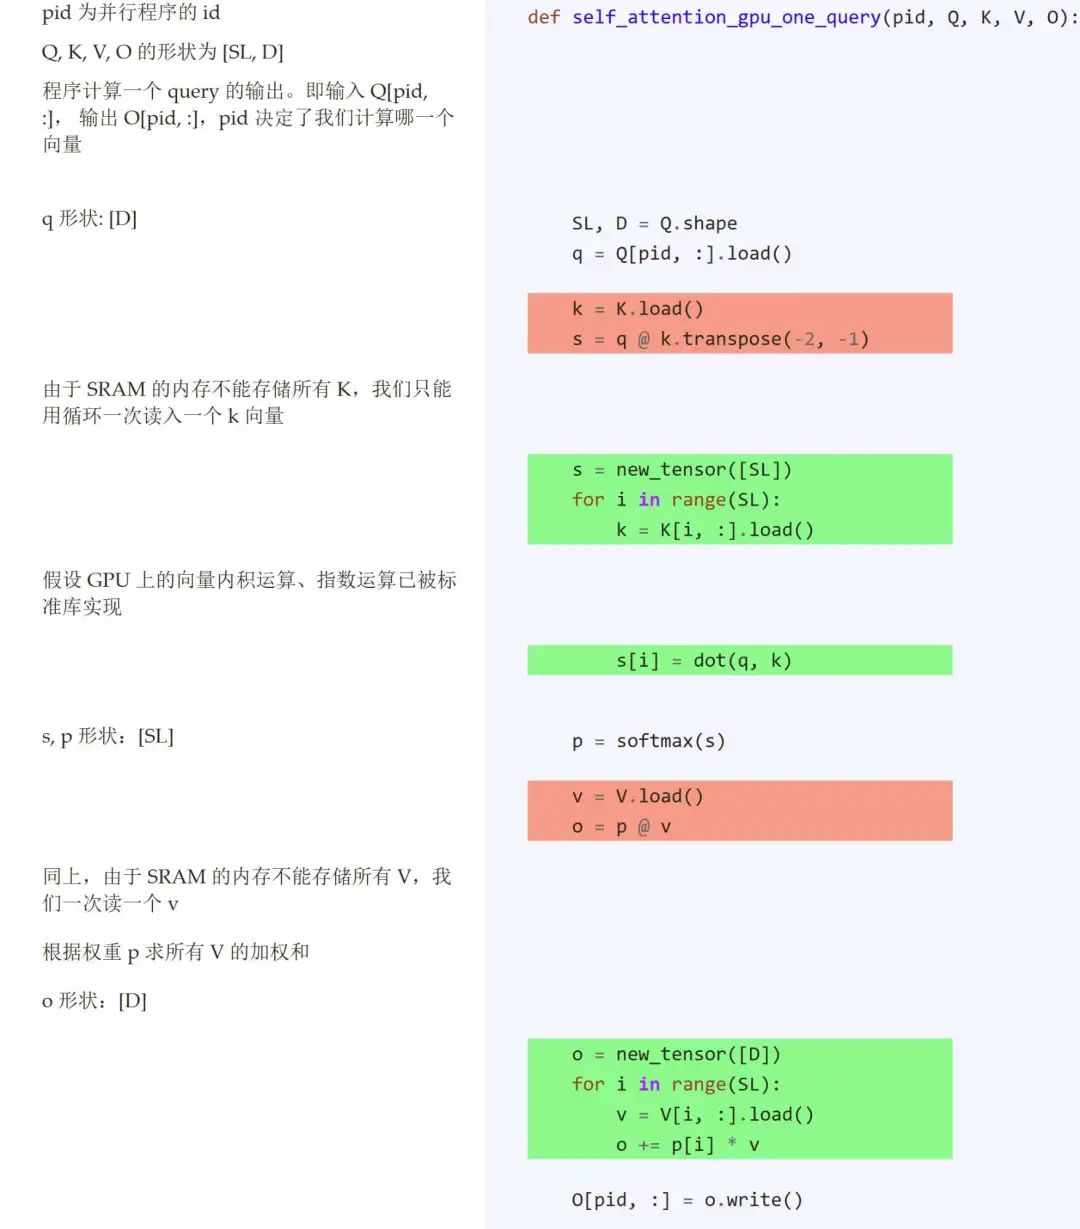 pid 为并行程序的 id
def self_attention_gpu_one_query(pid, Q, K, V, O):
Q, K, V, O 的形状为 [SL, D]
程序计算一个 query 的输出。即输入 Q[pid,
:]， 输出 O[pid, :]，pid 决定了我们计算哪一个
向量
q 形状: [D]
SL, D = Q.shape
q = Q[pid, :].load()
k = K.load()
s = q @ k.transpose(-2, -1)
由于 SRAM 的内存不能存储所有 K，我们只能
用循环一次读入一个 k 向量
s = new_tensor([SL])
for i in range(SL):
k = K[i, :].load()
假设 GPU 上的向量内积运算、指数运算已被标
准库实现
s[i] = dot(q, k)
s, p 形状：[SL]
p = softmax(s)
v = V.load()
o = p @ v
同上，由于 SRAM 的内存不能存储所有 V，我
们一次读一个 v
根据权重 p 求所有 V 的加权和
o 形状：[D]
o = new_tensor([D])
for i in range(SL):
v = V[i, :].load()
o += p[i] * v
O[pid, :] = o.write()